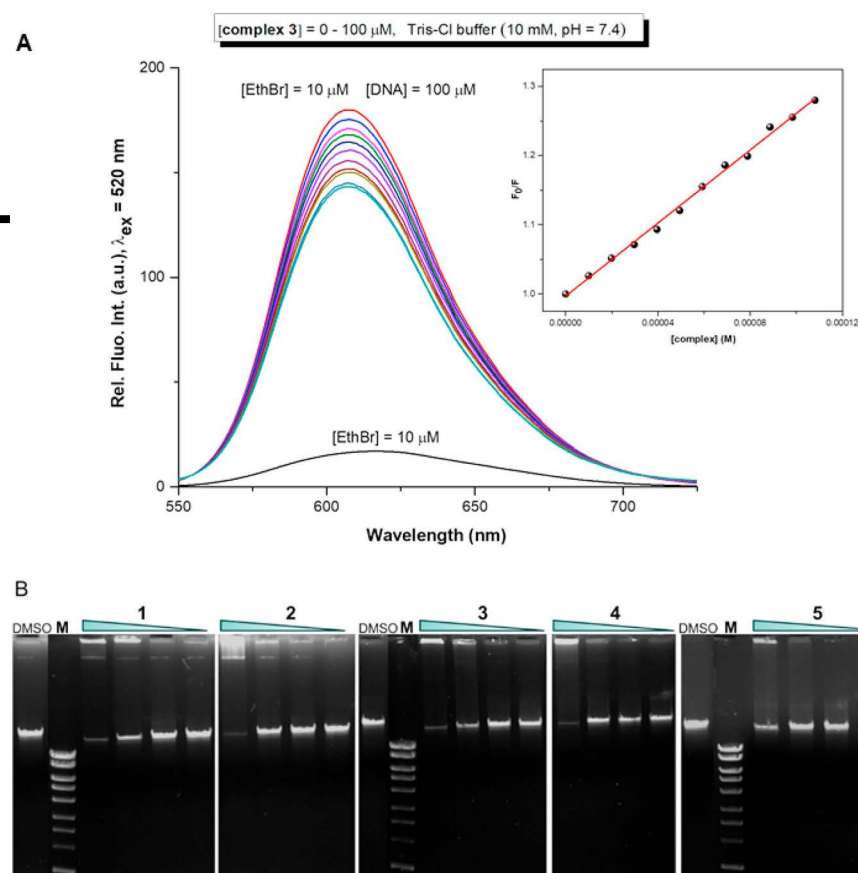 [complex 3] = 0 - 100 μM, Tris-Cl buffer (10 mM, pH = 7.4)
A
200
100
0
Rel. Fluo. Int. (a.u.), λex = 520 nm
[EthBr] = 10 μM [DNA] = 100 μM
[EthBr] = 10 μM
550
600
650
700
Wavelength (nm)
1.3
1.2
1.1
1.0
F0/F
0.00000
0.00004
0.00008
0.00012
[complex] (M)
B
1 2 3 4 5
DMSO M DMSO M DMSO M